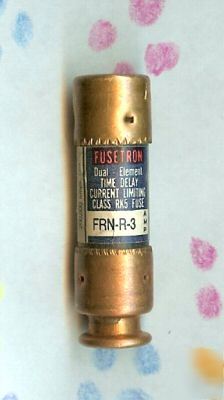 FUSETRON
Dual - Element
TIME DELAY
CURRENT LIMITING
CLASS RK5 FUSE
FRN-R-3
AMP